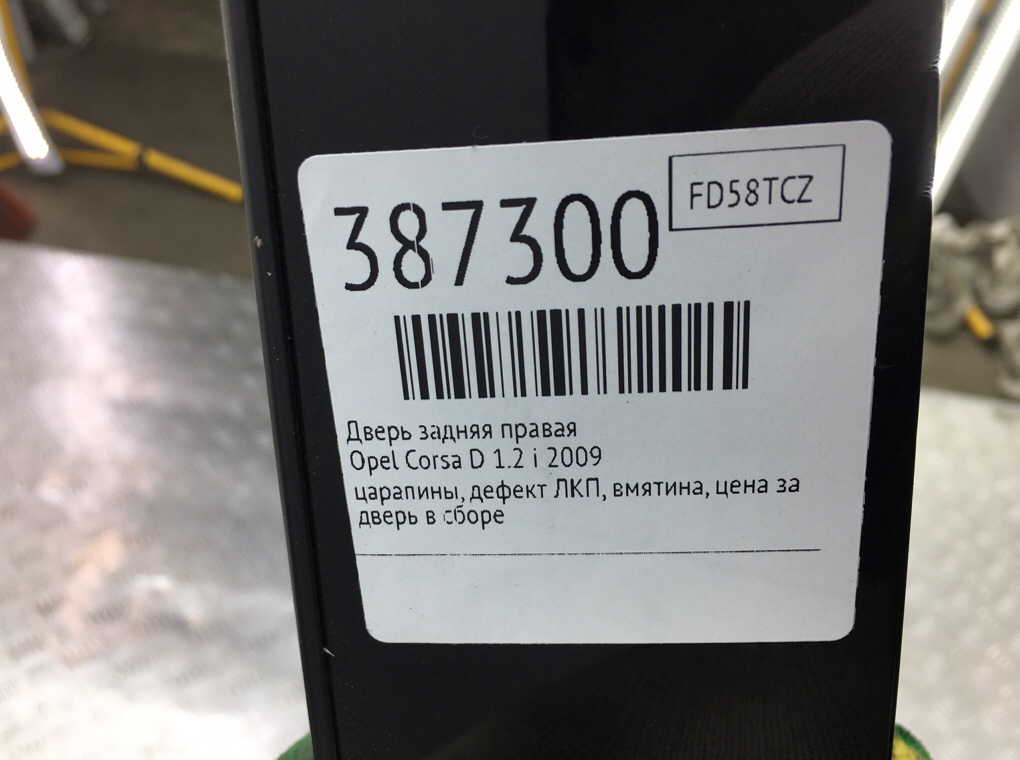 387300
FD58TCZ
Дверь задняя правая
Opel Corsa D 1.2 i 2009
царапины, дефект ЛКП, вмятина, цена за
дверь в сборе